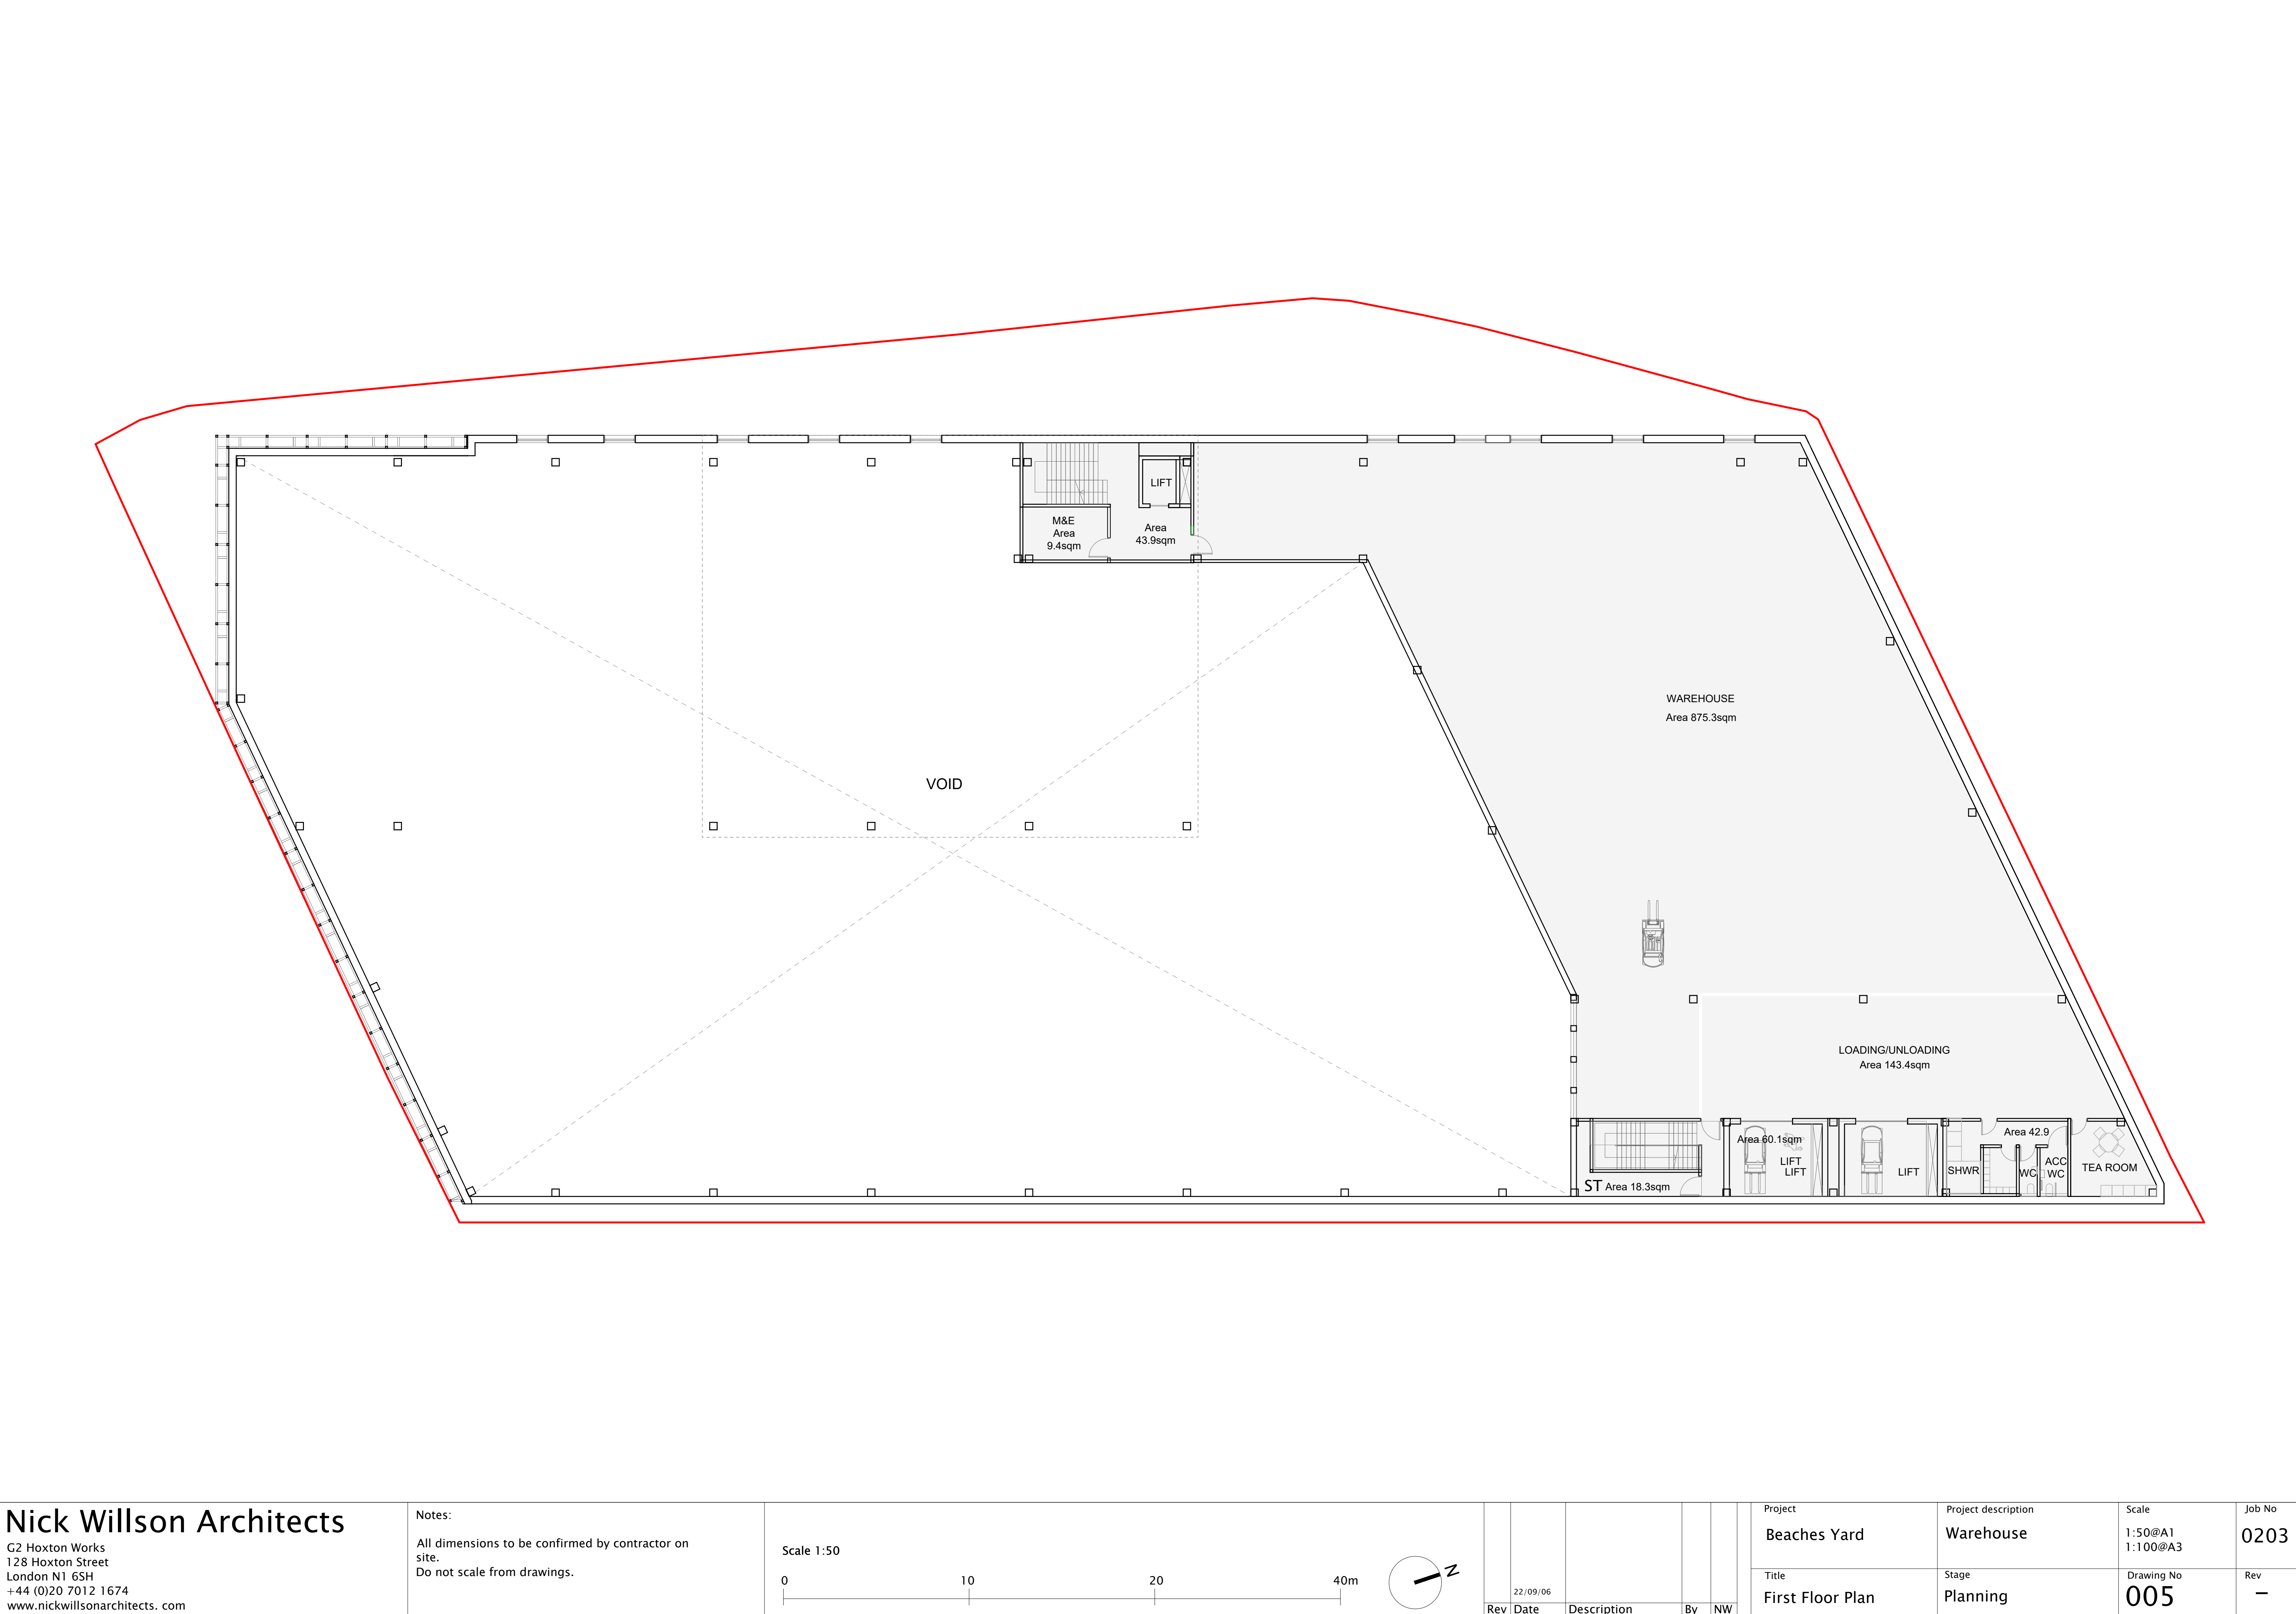 LIFT
M&E
Area
9.4sqm
Area
43.9sqm
WAREHOUSE
Area 875.3sqm
VOID
LOADING/UNLOADING
Area 143.4sqm
Area 60.1sqm
LIFT
LIFT
LIFT
SHWR
Area 42.9
WC
ACC
WC
TEA ROOM
ST Area 18.3sqm
Nick Willson Architects
G2 Hoxton Works
128 Hoxton Street
London N1 6SH
+44 (0)20 7012 1674
www.nickwillsonarchitects. com
Notes:
All dimensions to be confirmed by contractor on
site.
Do not scale from drawings.
Scale 1:50
0 10 20 40m
N
22/09/06
Rev Date Description By NW
Project
Beaches Yard
Project description
Warehouse
Scale
1:50@A1
1:100@A3
Job No
0203
Title
First Floor Plan
Stage
Planning
Drawing No
005
Rev
–